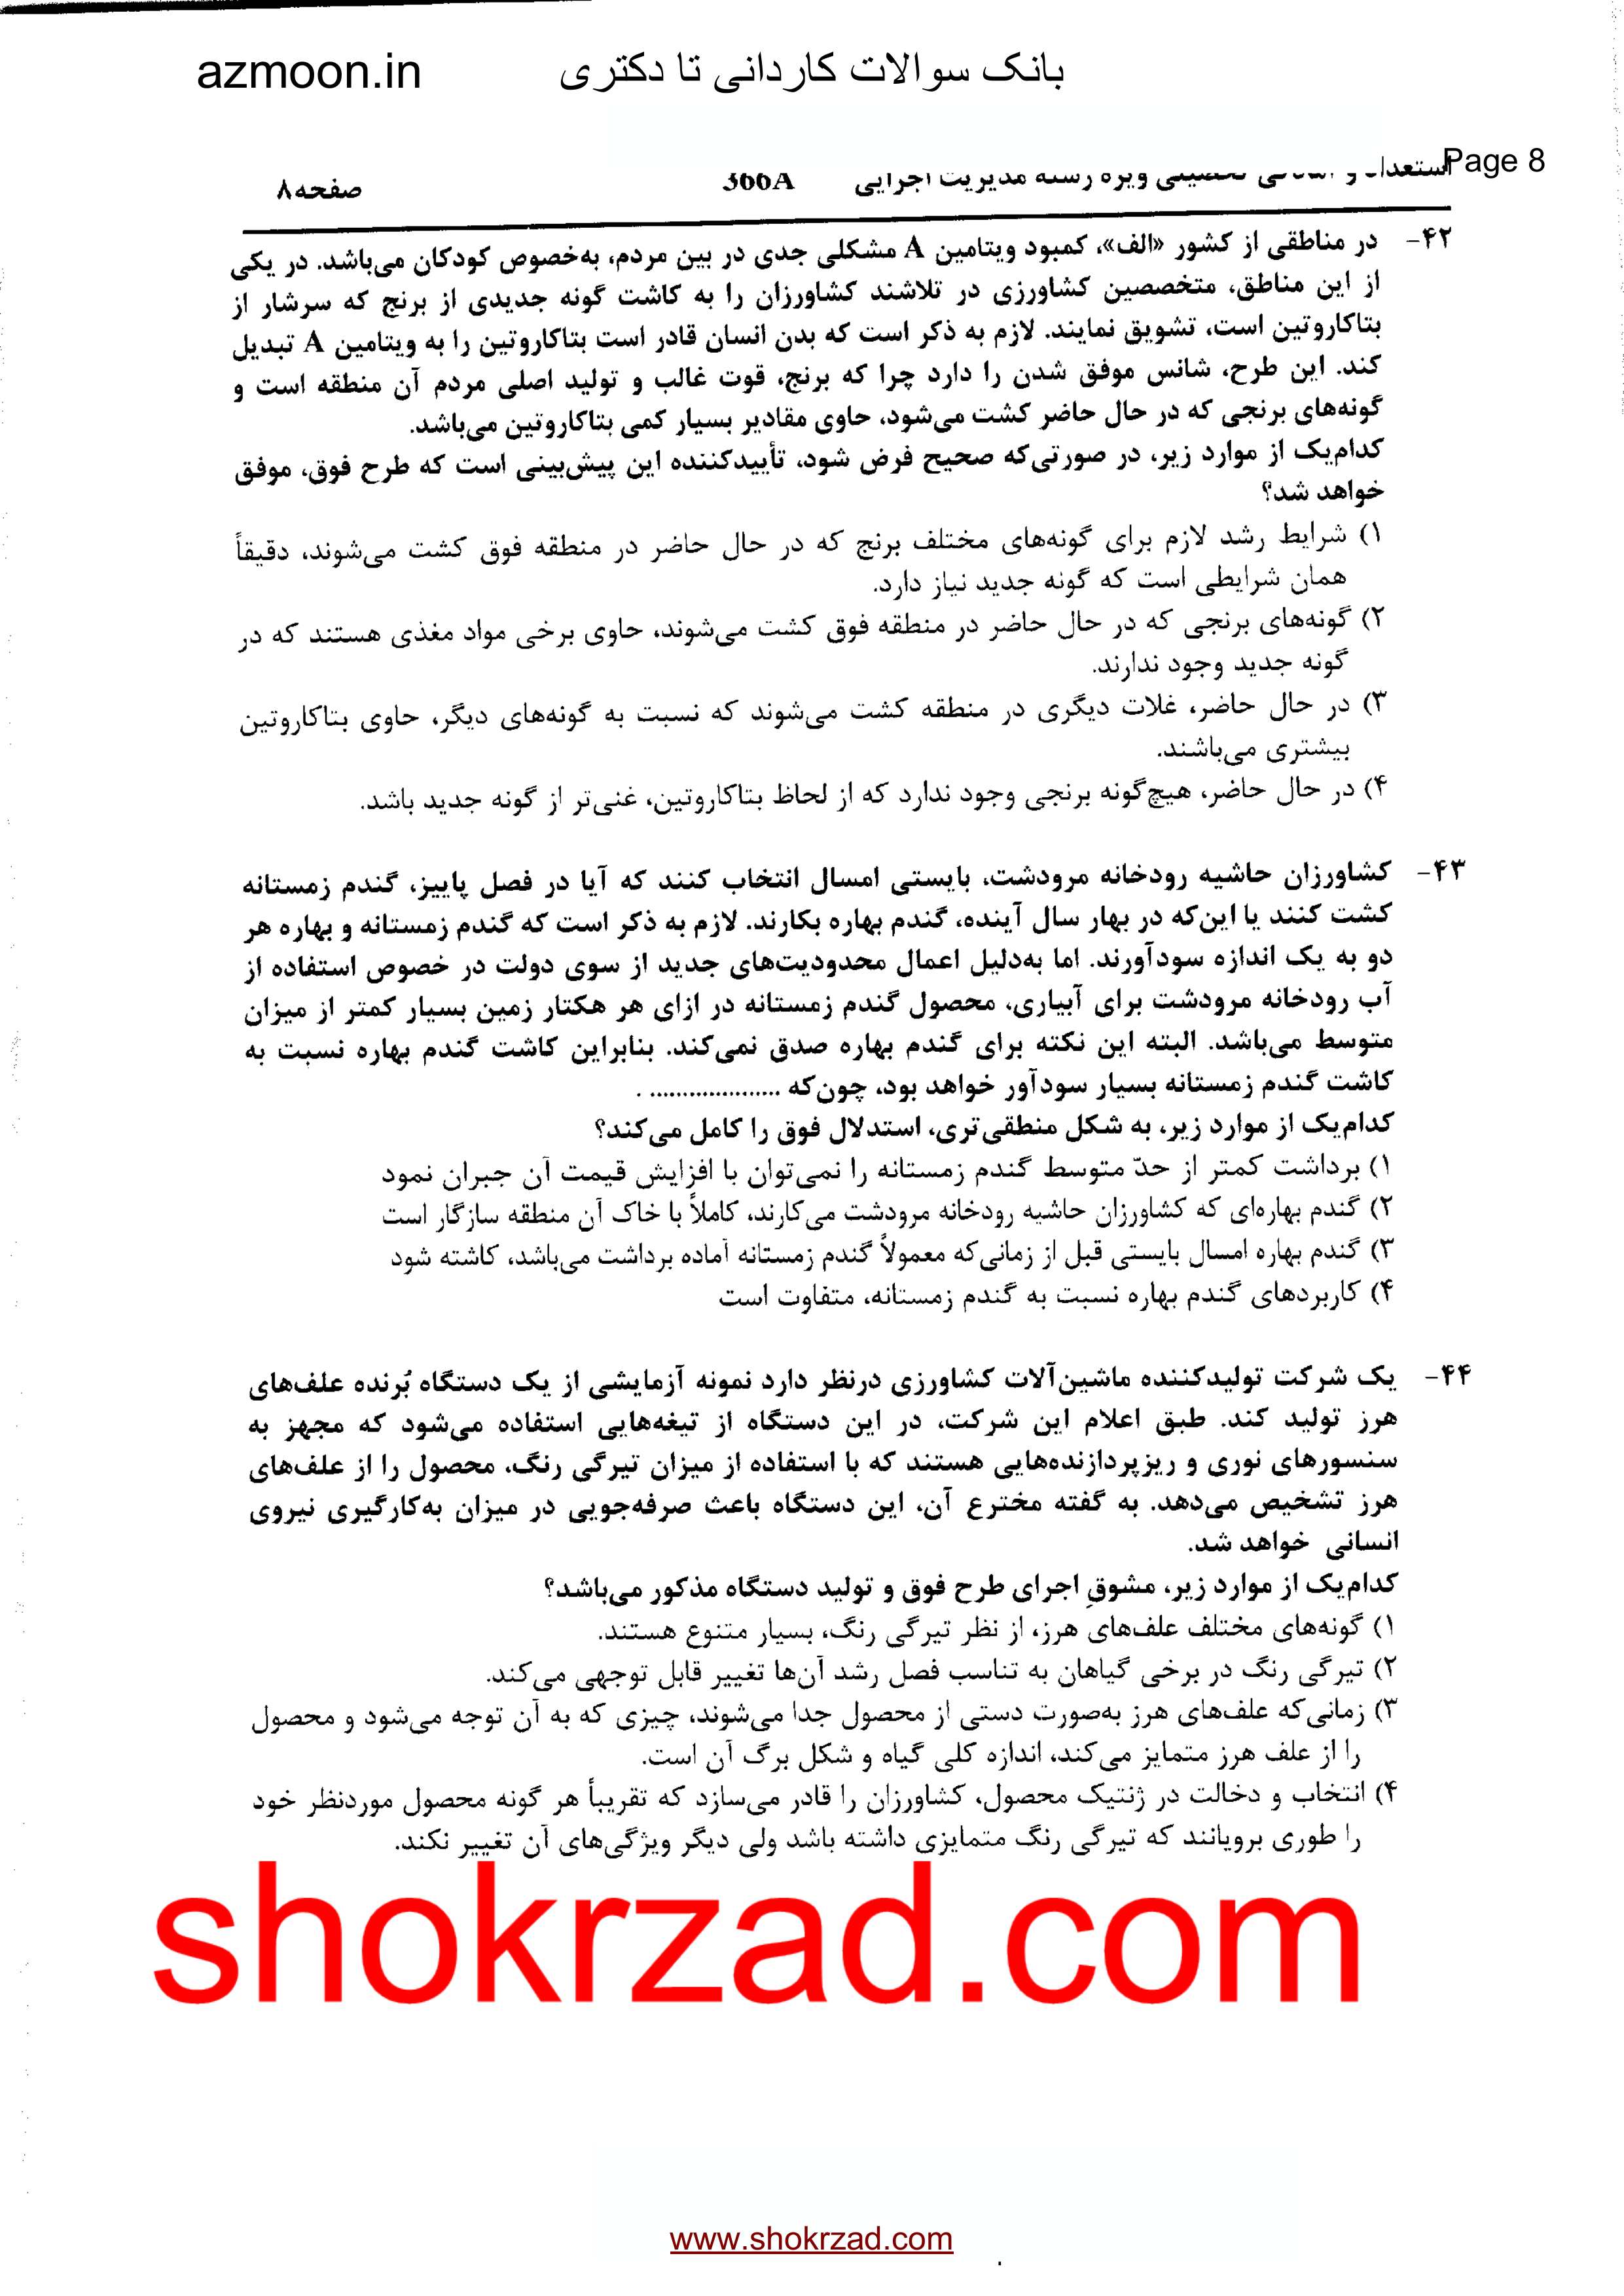 azmoon.in بانک سوالات کاردانی تا دکتری
Page 8
استعداد و ویژه رسته مدیریت اجرایی 366A صفحه ۸
۴۲- در مناطقی از کشور «الف»، کمبود ویتامین A مشکلی جدی در بین مردم، به‌خصوص کودکان می‌باشد. در یکی
از این مناطق، متخصصین کشاورزی در تلاشند کشاورزان را به کاشت گونه جدیدی از برنج که سرشار از
بتاکاروتین است، تشویق نمایند. لازم به ذکر است که بدن انسان قادر است بتاکاروتین را به ویتامین A تبدیل
کند. این طرح، شانس موفق شدن را دارد چرا که برنج، قوت غالب و تولید اصلی مردم آن منطقه است و
گونه‌های برنجی که در حال حاضر کشت می‌شود، حاوی مقادیر بسیار کمی بتاکاروتین می‌باشد.
کدام‌یک از موارد زیر، در صورتی‌که صحیح فرض شود، تأییدکننده این پیش‌بینی است که طرح فوق، موفق
خواهد شد؟
۱) شرایط رشد لازم برای گونه‌های مختلف برنج که در حال حاضر در منطقه فوق کشت می‌شوند، دقیقاً
همان شرایطی است که گونه جدید نیاز دارد.
۲) گونه‌های برنجی که در حال حاضر در منطقه فوق کشت می‌شوند، حاوی برخی مواد مغذی هستند که در
گونه جدید وجود ندارند.
۳) در حال حاضر، غلات دیگری در منطقه کشت می‌شوند که نسبت به گونه‌های دیگر، حاوی بتاکاروتین
بیشتری می‌باشند.
۴) در حال حاضر، هیچ‌گونه برنجی وجود ندارد که از لحاظ بتاکاروتین، غنی‌تر از گونه جدید باشد.
۴۳- کشاورزان حاشیه رودخانه مرودشت، بایستی امسال انتخاب کنند که آیا در فصل پاییز، گندم زمستانه
کشت کنند یا این‌که در بهار سال آینده، گندم بهاره بکارند. لازم به ذکر است که گندم زمستانه و بهاره هر
دو به یک اندازه سودآورند. اما به‌دلیل اعمال محدودیت‌های جدید از سوی دولت در خصوص استفاده از
آب رودخانه مرودشت برای آبیاری، محصول گندم زمستانه در ازای هر هکتار زمین بسیار کمتر از میزان
متوسط می‌باشد. البته این نکته برای گندم بهاره صدق نمی‌کند. بنابراین کاشت گندم بهاره نسبت به
کاشت گندم زمستانه بسیار سودآور خواهد بود، چون‌که .................... .
کدام‌یک از موارد زیر، به شکل منطقی‌تری، استدلال فوق را کامل می‌کند؟
۱) برداشت کمتر از حدّ متوسط گندم زمستانه را نمی‌توان با افزایش قیمت آن جبران نمود
۲) گندم بهاره‌ای که کشاورزان حاشیه رودخانه مرودشت می‌کارند، کاملاً با خاک آن منطقه سازگار است
۳) گندم بهاره امسال بایستی قبل از زمانی‌که معمولاً گندم زمستانه آماده برداشت می‌باشد، کاشته شود
۴) کاربردهای گندم بهاره نسبت به گندم زمستانه، متفاوت است
۴۴- یک شرکت تولیدکننده ماشین‌آلات کشاورزی درنظر دارد نمونه آزمایشی از یک دستگاه بُرنده علف‌های
هرز تولید کند. طبق اعلام این شرکت، در این دستگاه از تیغه‌هایی استفاده می‌شود که مجهز به
سنسورهای نوری و ریزپردازنده‌هایی هستند که با استفاده از میزان تیرگی رنگ، محصول را از علف‌های
هرز تشخیص می‌دهد. به گفته مخترع آن، این دستگاه باعث صرفه‌جویی در میزان به‌کارگیری نیروی
انسانی خواهد شد.
کدام‌یک از موارد زیر، مشوقِ اجرای طرح فوق و تولید دستگاه مذکور می‌باشد؟
۱) گونه‌های مختلف علف‌های هرز، از نظر تیرگی رنگ، بسیار متنوع هستند.
۲) تیرگی رنگ در برخی گیاهان به تناسب فصل رشد آن‌ها تغییر قابل توجهی می‌کند.
۳) زمانی‌که علف‌های هرز به‌صورت دستی از محصول جدا می‌شوند، چیزی که به آن توجه می‌شود و محصول
را از علف هرز متمایز می‌کند، اندازه کلی گیاه و شکل برگ آن است.
۴) انتخاب و دخالت در ژنتیک محصول، کشاورزان را قادر می‌سازد که تقریباً هر گونه محصول موردنظر خود
را طوری برویانند که تیرگی رنگ متمایزی داشته باشد ولی دیگر ویژگی‌های آن تغییر نکند.
shokrzad.com
www.shokrzad.com